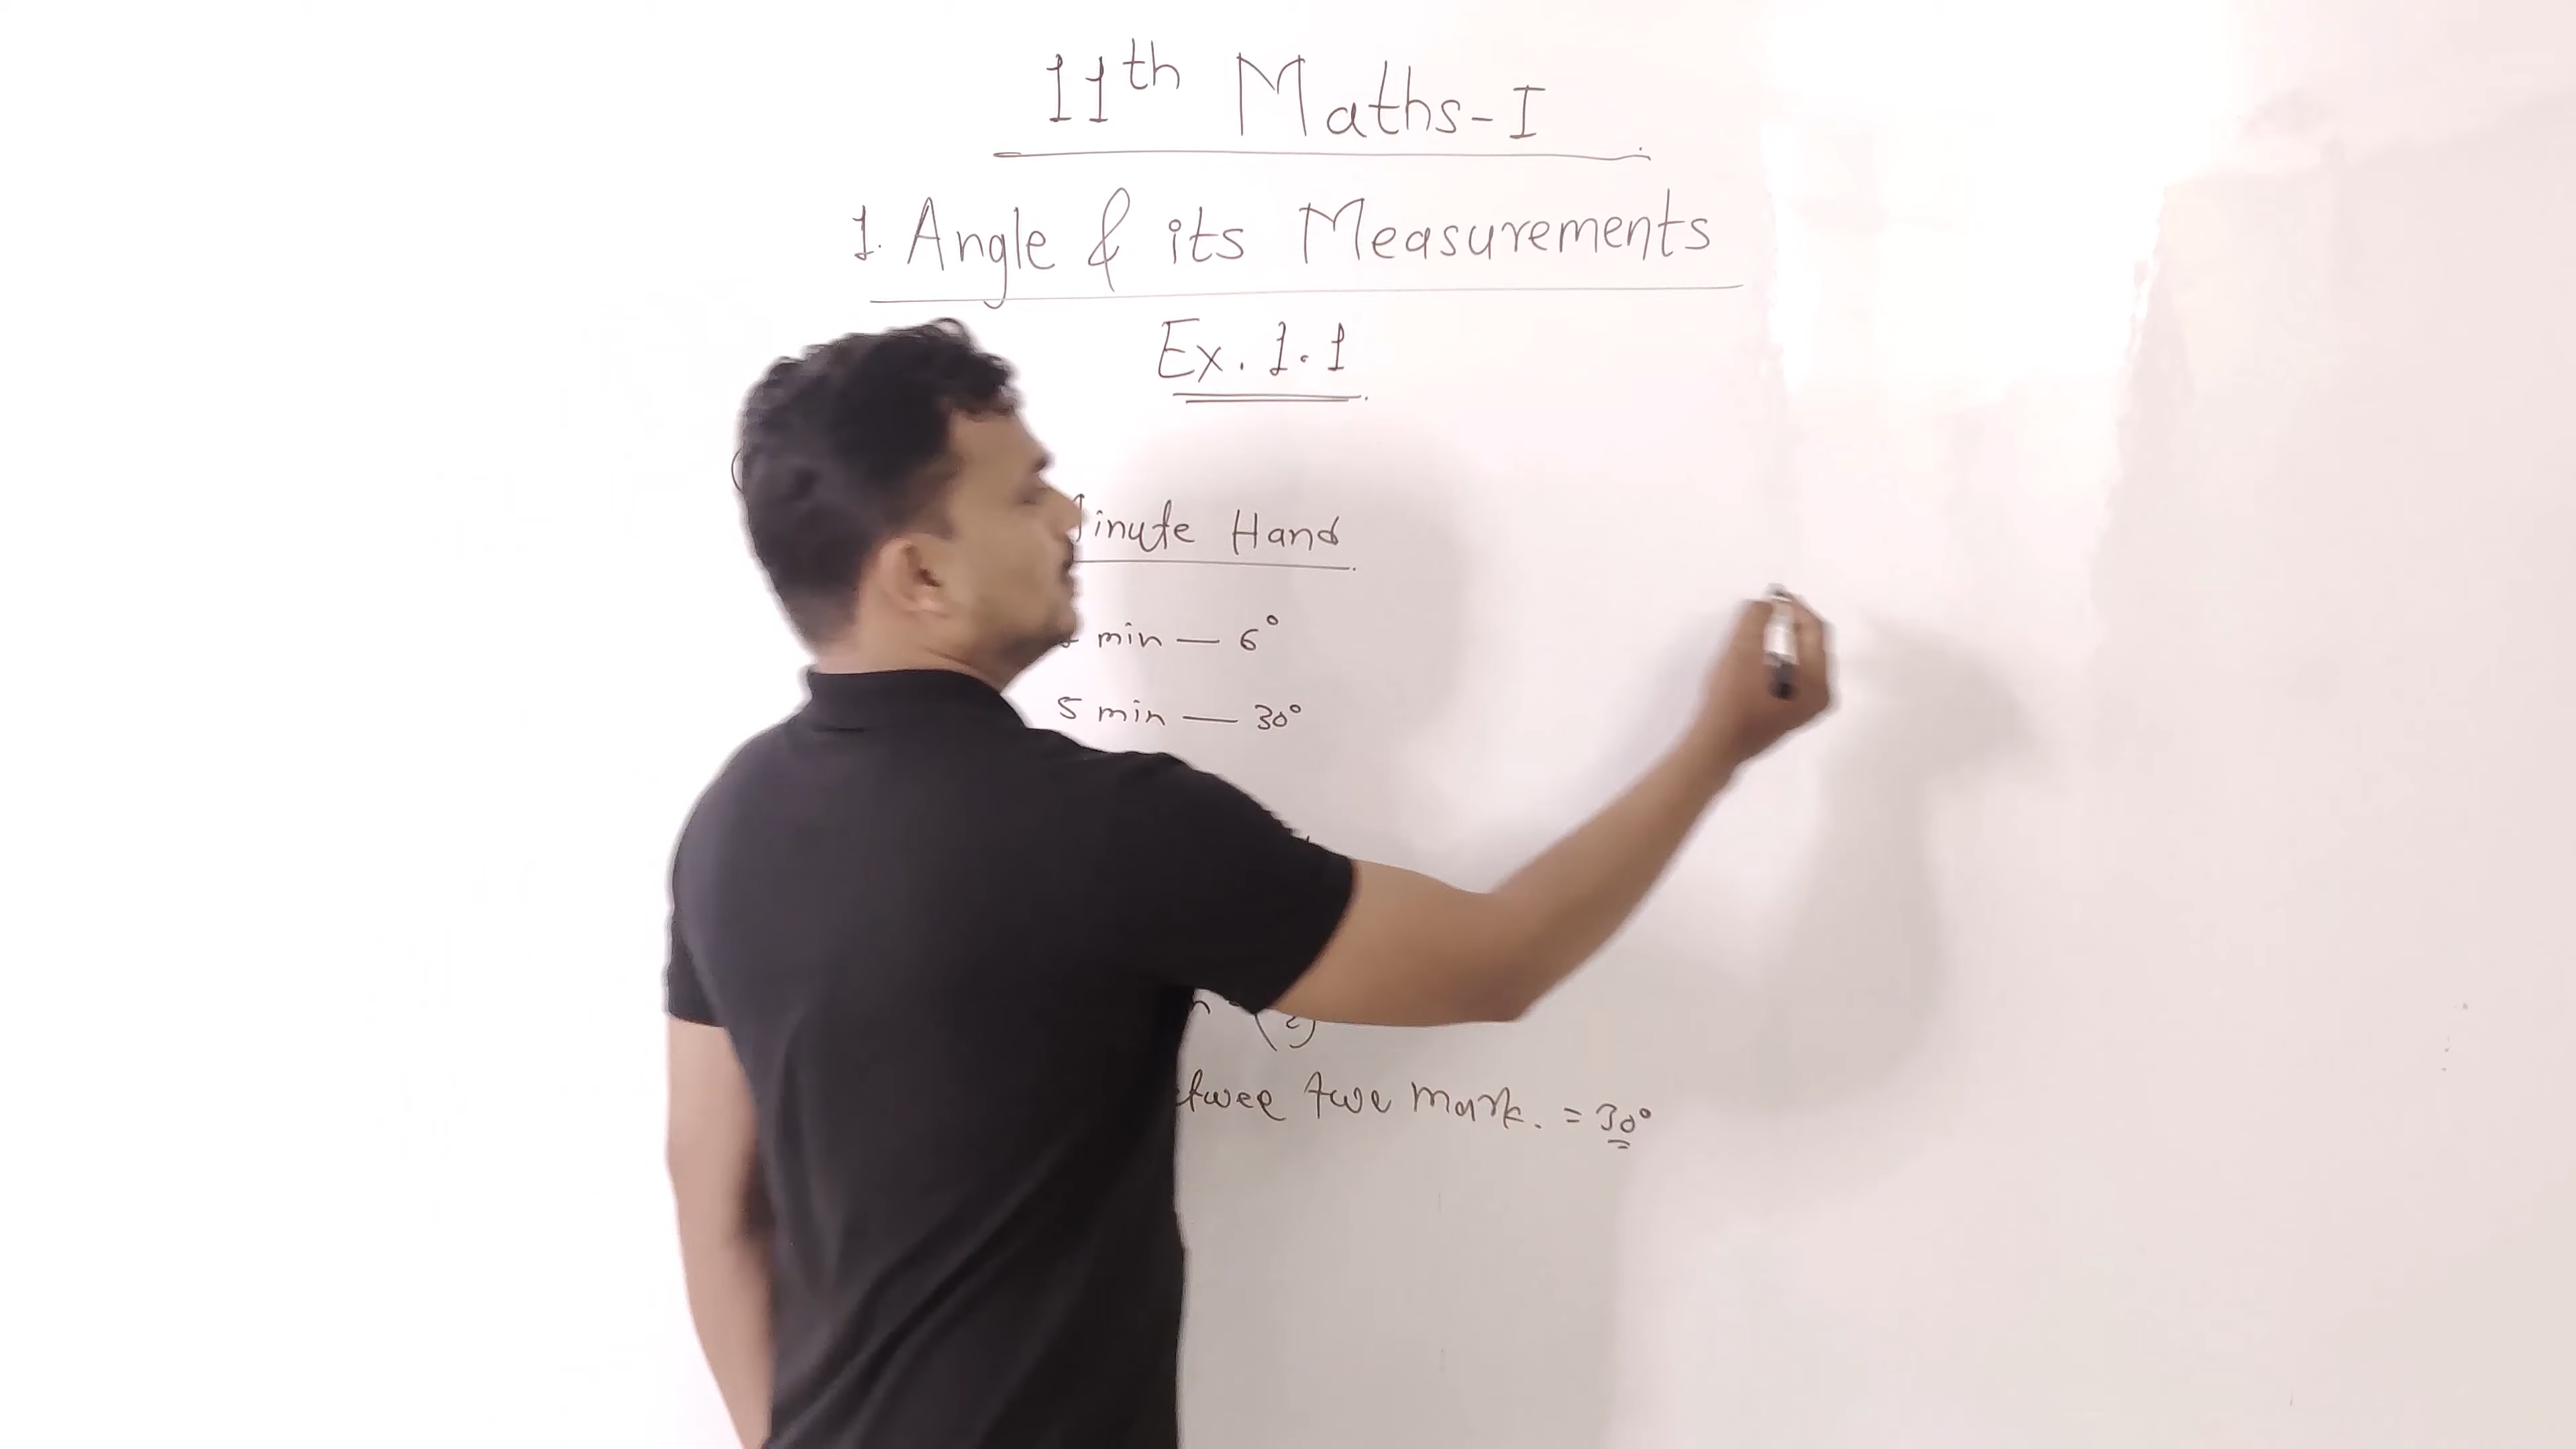 11th Maths-I
1. Angle & its Measurements
Ex. 1.1
Hand
min — 6°
5 min — 30°
(2)
twee two mark. = 30°